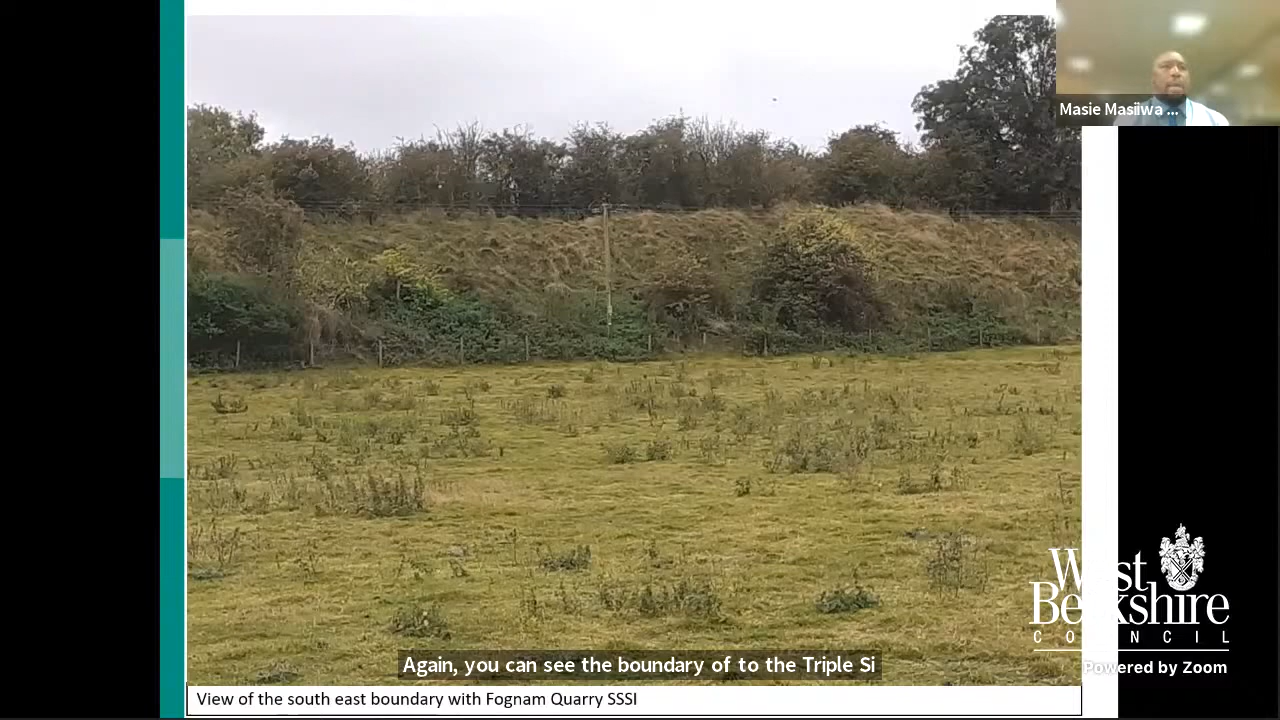 Masie Masiiwa ...
West
Berkshire
COUNCIL
Powered by Zoom
Again, you can see the boundary of to the Triple Si
View of the south east boundary with Fognam Quarry SSSI